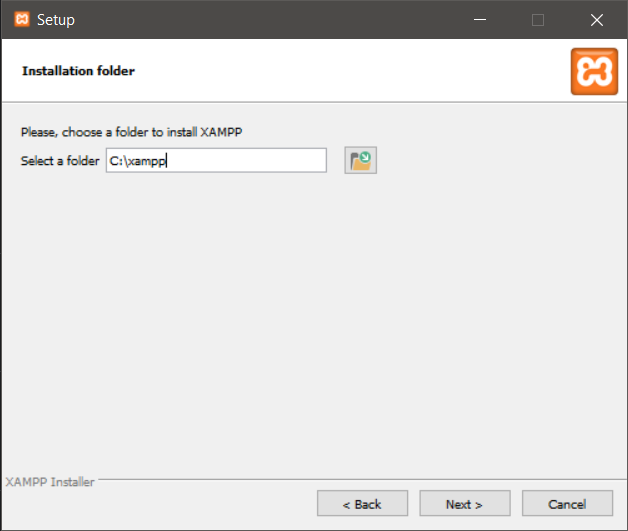 Setup
Installation folder
Please, choose a folder to install XAMPP
Select a folder C:\xampp
XAMPP Installer
< Back Next > Cancel